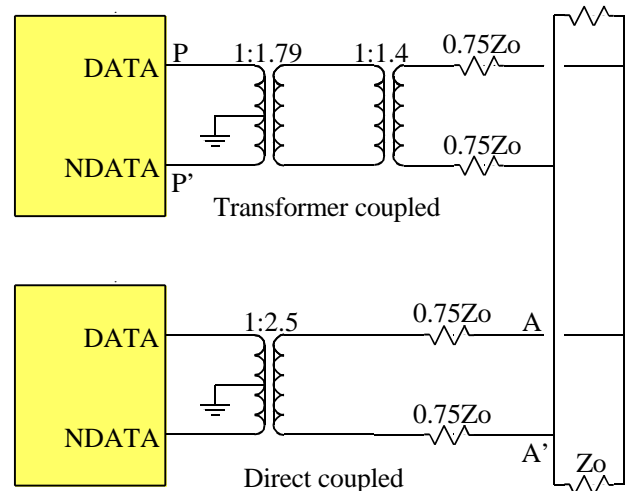 P 1:1.79 1:1.4 0.75Zo
DATA
0.75Zo
NDATA
P'
Transformer coupled
0.75Zo
1:2.5 A
DATA
0.75Zo
NDATA
A' Zo
Direct coupled